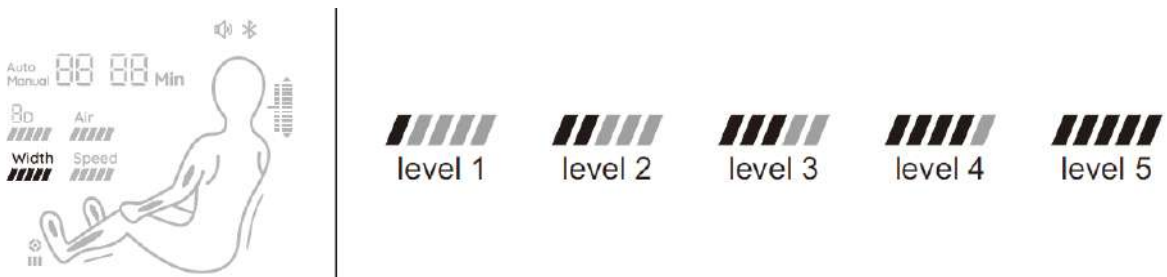 Auto
Manual 88 88 Min
8D Air
Width Speed
level 1 level 2 level 3 level 4 level 5